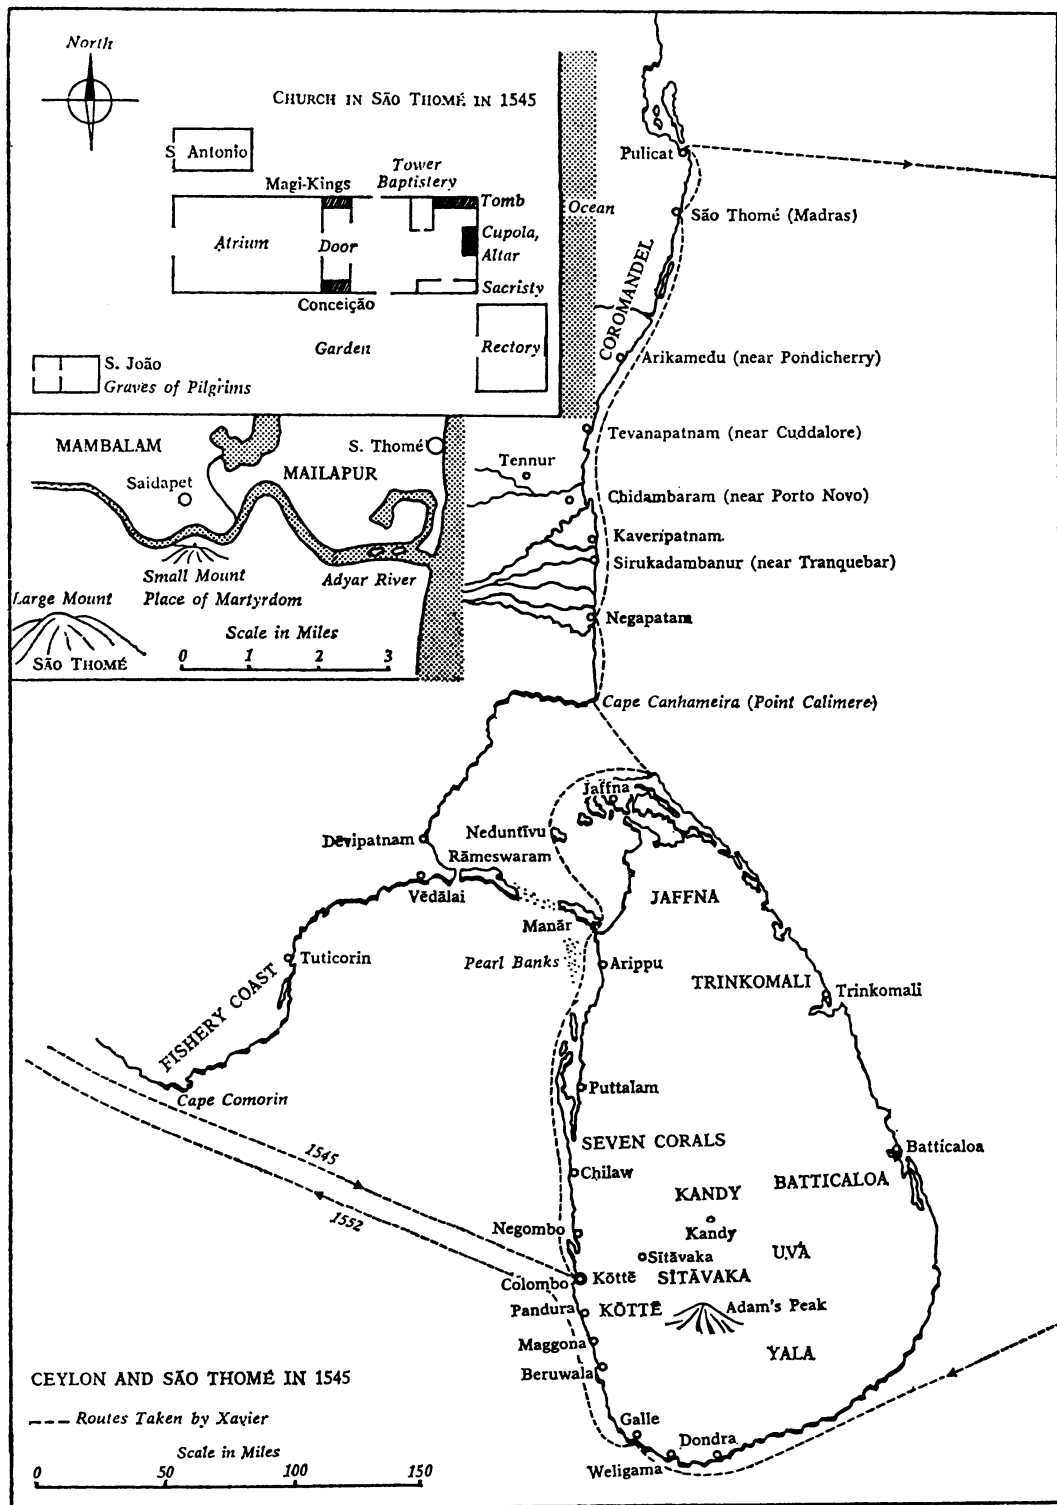 North
CHURCH IN SÃO THOMÉ IN 1545
S Antonio
Magi-Kings
Tower
Baptistery
Tomb
Atrium
Door
Cupola,
Altar
Sacristy
Conceição
Garden
Rectory
S. João
Graves of Pilgrims
Ocean
Pulicat
São Thomé (Madras)
COROMANDEL
Arikamedu (near Pondicherry)
Tevanapatnam (near Cuddalore)
Tennur
Chidambaram (near Porto Novo)
Kaveripatnam
Sirukadambanur (near Tranquebar)
Negapatam
Cape Canhameira (Point Calimere)
MAMBALAM
S. Thomé
MAILAPUR
Saidapet
Small Mount
Place of Martyrdom
Adyar River
Large Mount
SÃO THOMÉ
Scale in Miles
0 1 2 3
Jaffna
Dēvipatnam
Neduntīvu
Rāmeswaram
Vēdālai
JAFFNA
Manār
Tuticorin
Pearl Banks
Arippu
FISHERY COAST
TRINKOMALI
Trinkomali
Cape Comorin
Puttalam
SEVEN CORALS
1545
Chilaw
Batticaloa
BATTICALOA
KANDY
1552
Negombo
Kandy
Sītāvaka
UVA
Colombo
Kōttē
SĪTĀVAKA
Pandura
KŌTTĒ
Adam's Peak
Maggona
YALA
Beruwala
CEYLON AND SÃO THOMÉ IN 1545
Routes Taken by Xavier
Galle
Dondra
Weligama
Scale in Miles
0 50 100 150